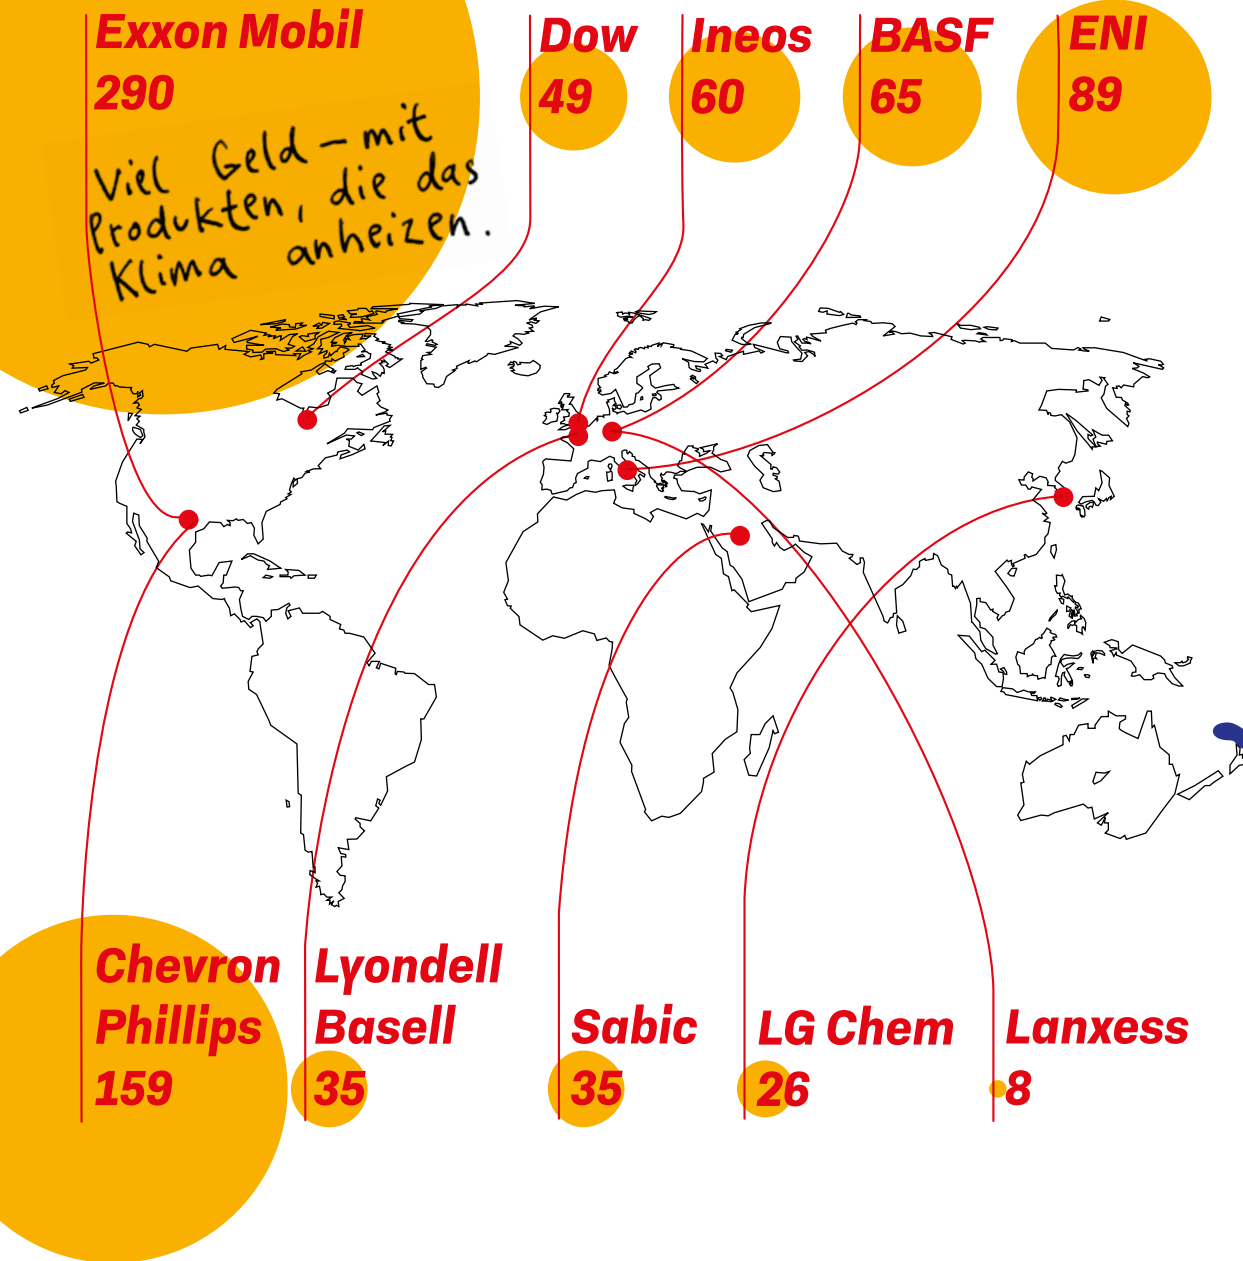 Exxon Mobil
290
Viel Geld – mit
Produkten, die das
Klima anheizen.
Dow
49
Ineos
60
BASF
65
ENI
89
Chevron
Phillips
159
Lyondell
Basell
35
Sabic
35
LG Chem
26
Lanxess
8